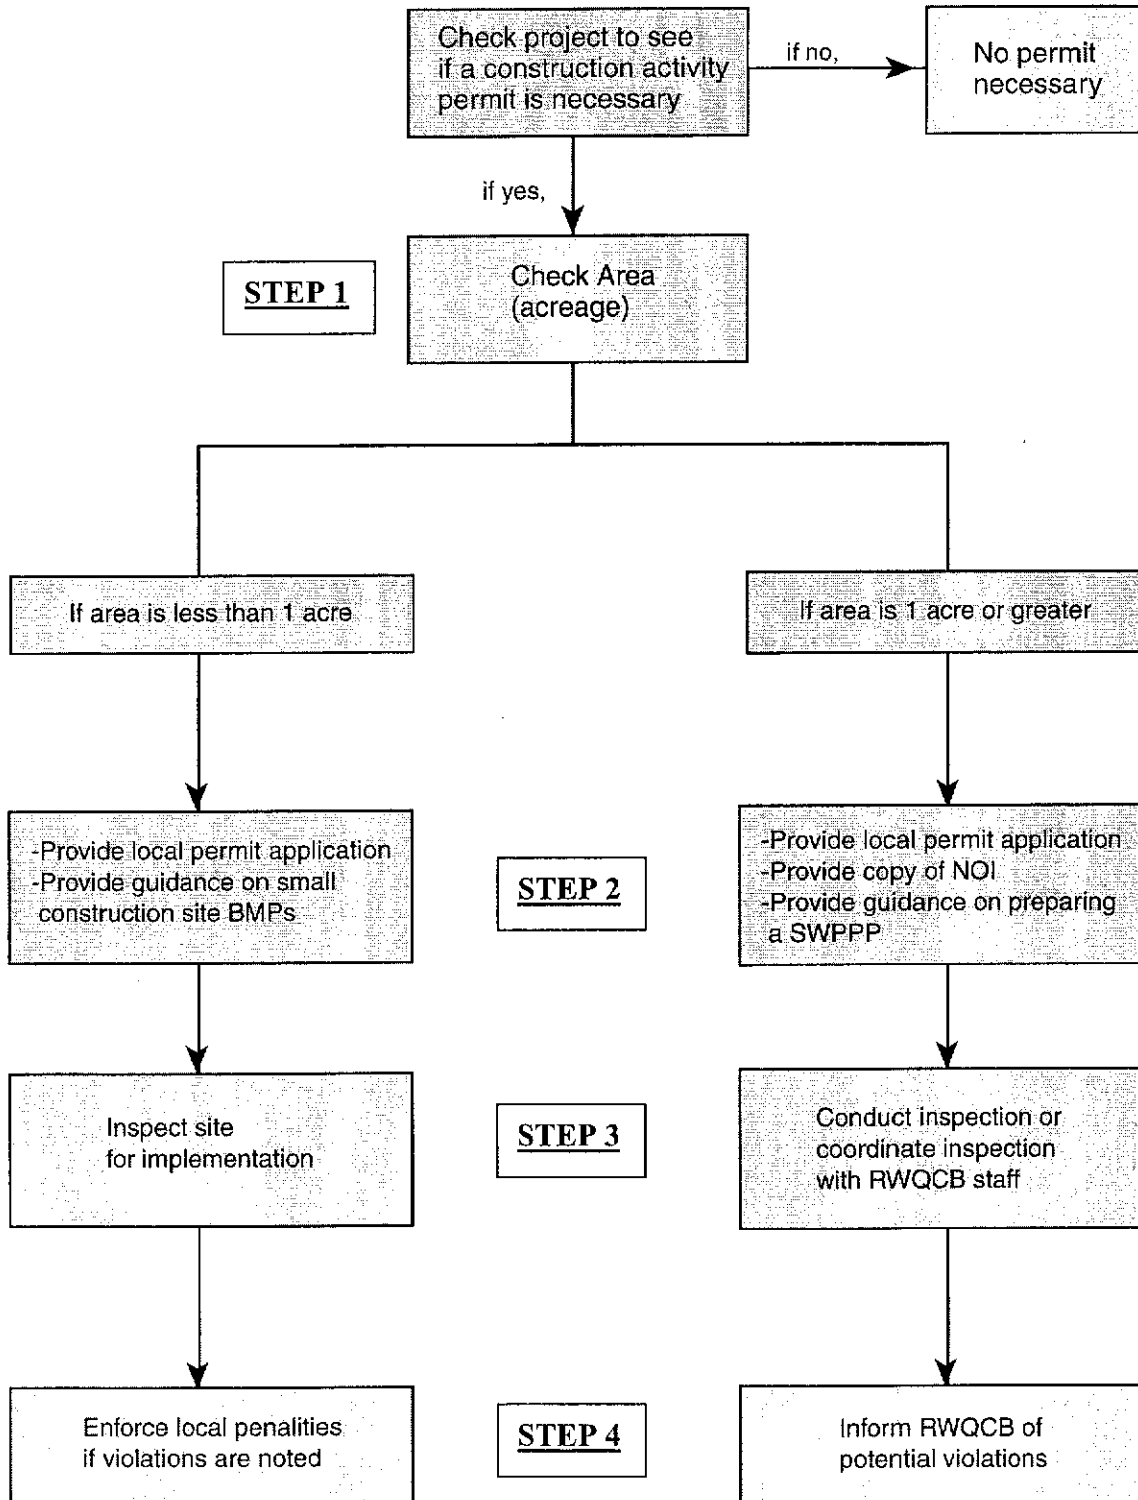 Check project to see
if a construction activity
permit is necessary
if no,
No permit
necessary
if yes,
STEP 1
Check Area
(acreage)
If area is less than 1 acre
If area is 1 acre or greater
-Provide local permit application
-Provide guidance on small
construction site BMPs
STEP 2
-Provide local permit application
-Provide copy of NOI
-Provide guidance on preparing
a SWPPP
Inspect site
for implementation
STEP 3
Conduct inspection or
coordinate inspection
with RWQCB staff
Enforce local penalities
if violations are noted
STEP 4
Inform RWQCB of
potential violations